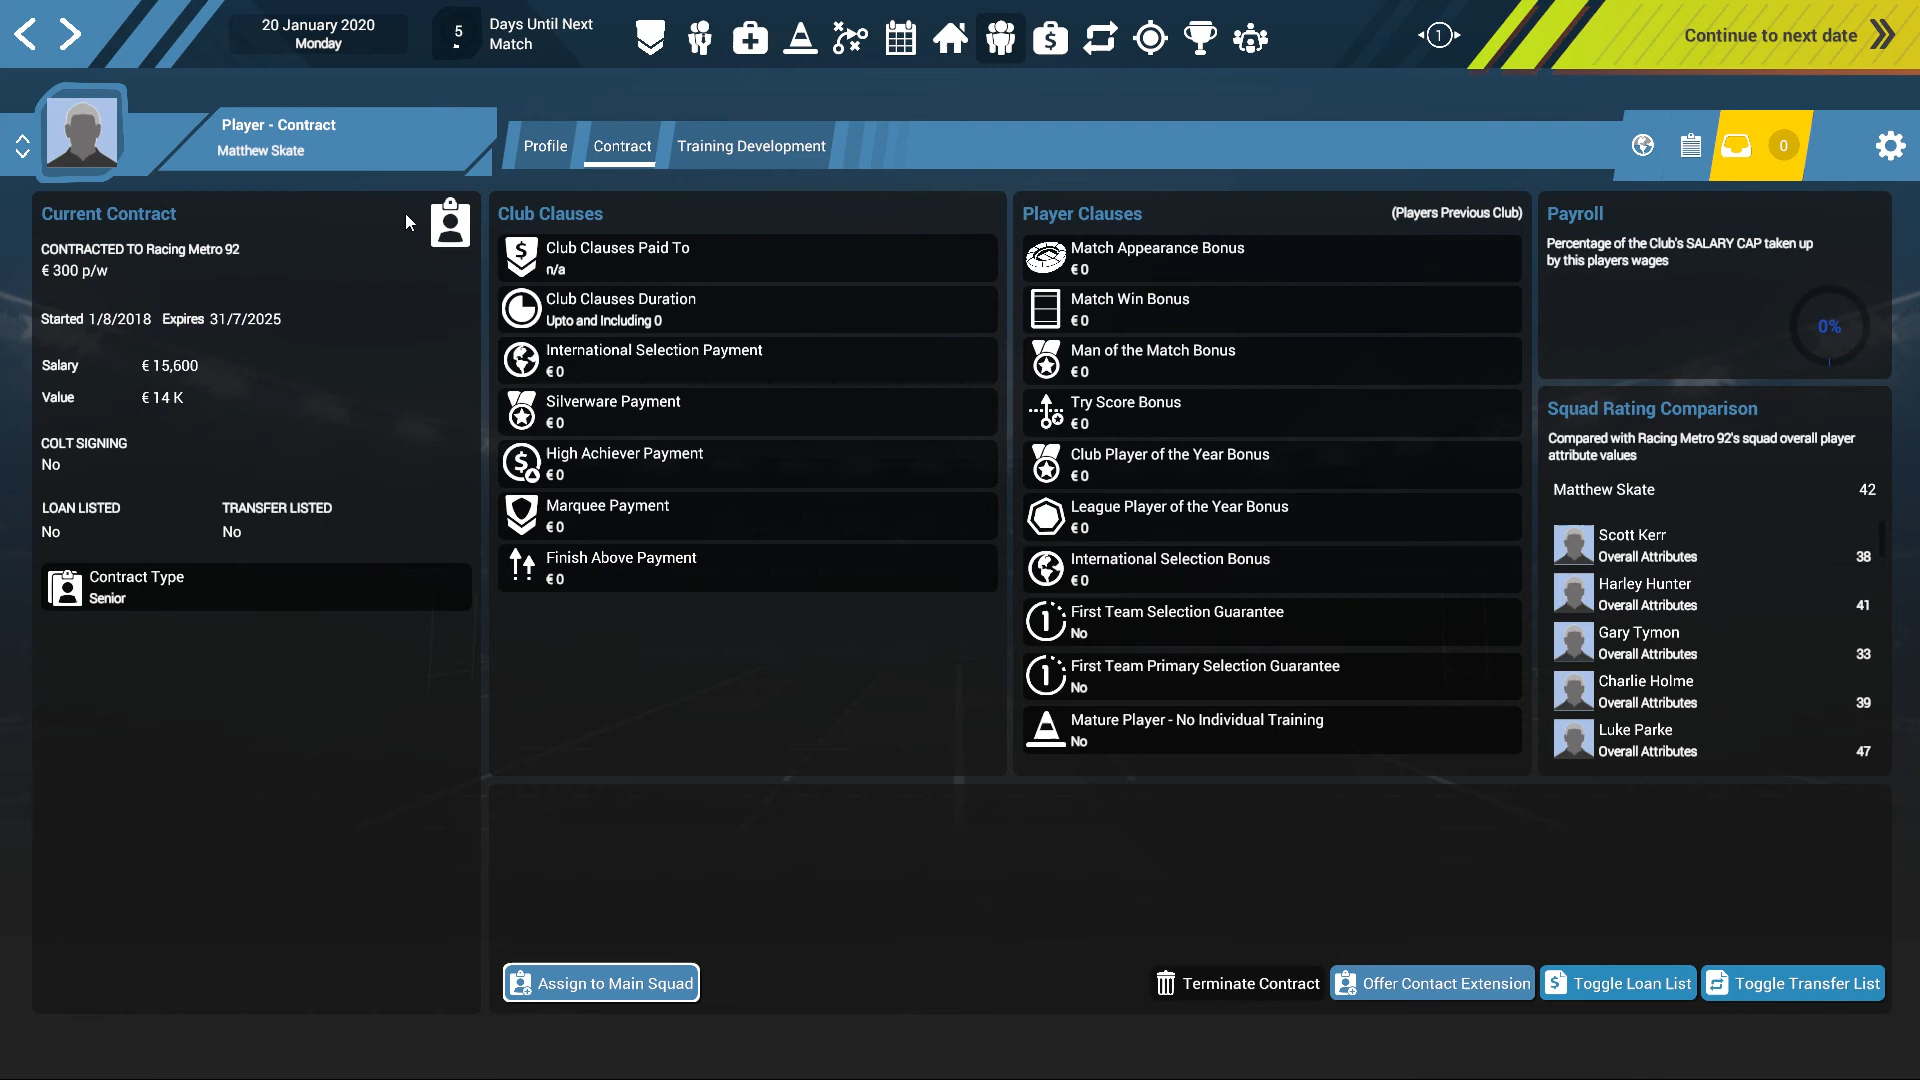 20 January 2020
Monday
5
Days Until Next
Match
1
Continue to next date
Player - Contract
Matthew Skate
Profile
Contract
Training Development
0
Current Contract
CONTRACTED TO Racing Metro 92
€ 300 p/w
Started 1/8/2018 Expires 31/7/2025
Salary € 15,600
Value € 14 K
COLT SIGNING
No
LOAN LISTED TRANSFER LISTED
No No
Contract Type
Senior
Club Clauses
Club Clauses Paid To
n/a
Club Clauses Duration
Upto and Including 0
International Selection Payment
€ 0
Silverware Payment
€ 0
High Achiever Payment
€ 0
Marquee Payment
€ 0
Finish Above Payment
€ 0
Player Clauses (Players Previous Club)
Match Appearance Bonus
€ 0
Match Win Bonus
€ 0
Man of the Match Bonus
€ 0
Try Score Bonus
€ 0
Club Player of the Year Bonus
€ 0
League Player of the Year Bonus
€ 0
International Selection Bonus
€ 0
First Team Selection Guarantee
No
First Team Primary Selection Guarantee
No
Mature Player - No Individual Training
No
Payroll
Percentage of the Club's SALARY CAP taken up
by this players wages
0%
Squad Rating Comparison
Compared with Racing Metro 92's squad overall player
attribute values
Matthew Skate 42
Scott Kerr
Overall Attributes 38
Harley Hunter
Overall Attributes 41
Gary Tymon
Overall Attributes 33
Charlie Holme
Overall Attributes 39
Luke Parke
Overall Attributes 47
Assign to Main Squad
Terminate Contract
Offer Contact Extension
Toggle Loan List
Toggle Transfer List